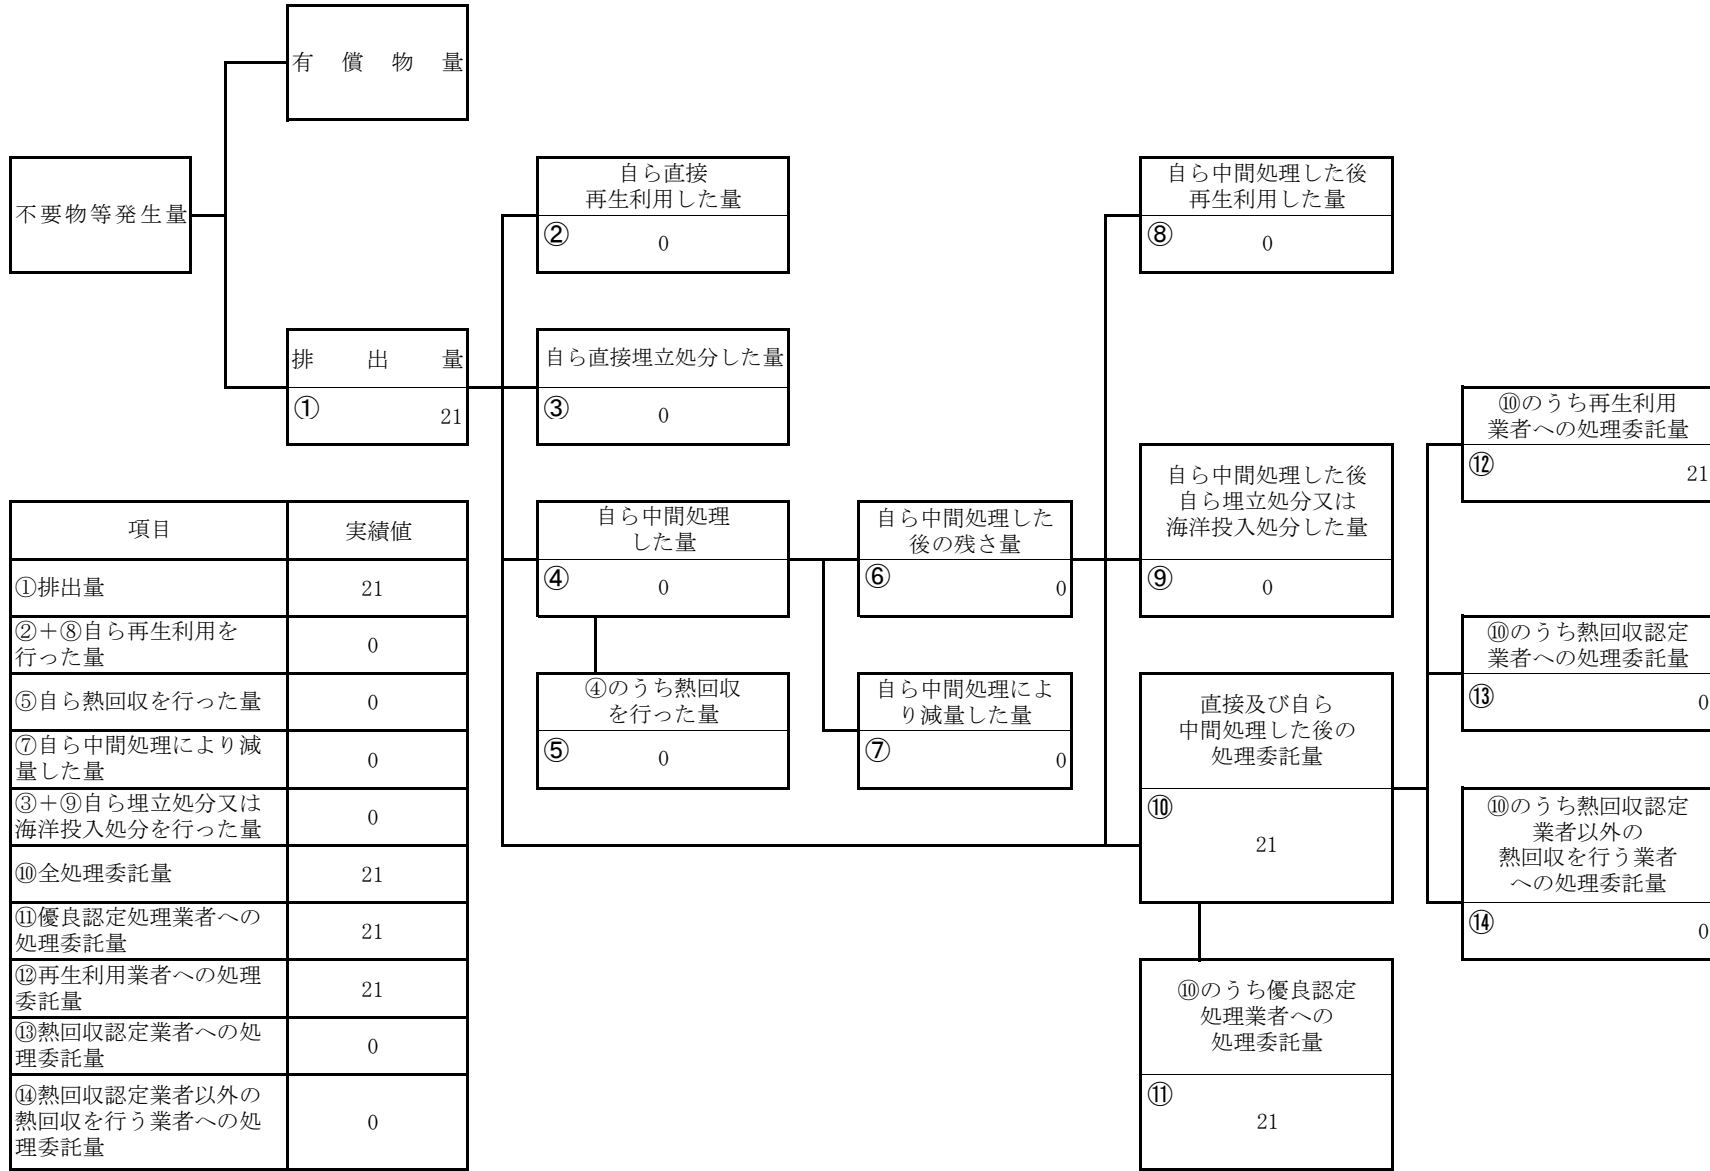 有償物量
不要物等発生量
排出量
① 21
自ら直接
再生利用した量
② 0
自ら直接埋立処分した量
③ 0
自ら中間処理
した量
④ 0
④のうち熱回収
を行った量
⑤ 0
自ら中間処理した
後の残さ量
⑥ 0
自ら中間処理によ
り減量した量
⑦ 0
自ら中間処理した後
再生利用した量
⑧ 0
自ら中間処理した後
自ら埋立処分又は
海洋投入処分した量
⑨ 0
直接及び自ら
中間処理した後の
処理委託量
⑩
21
⑩のうち優良認定
処理業者への
処理委託量
⑪
21
⑩のうち再生利用
業者への処理委託量
⑫ 21
⑩のうち熱回収認定
業者への処理委託量
⑬ 0
⑩のうち熱回収認定
業者以外の
熱回収を行う業者
への処理委託量
⑭ 0
項目 実績値
①排出量 21
②＋⑧自ら再生利用を
行った量 0
⑤自ら熱回収を行った量 0
⑦自ら中間処理により減
量した量 0
③＋⑨自ら埋立処分又は
海洋投入処分を行った量 0
⑩全処理委託量 21
⑪優良認定処理業者への
処理委託量 21
⑫再生利用業者への処理
委託量 21
⑬熱回収認定業者への処
理委託量 0
⑭熱回収認定業者以外の
熱回収を行う業者への処
理委託量 0